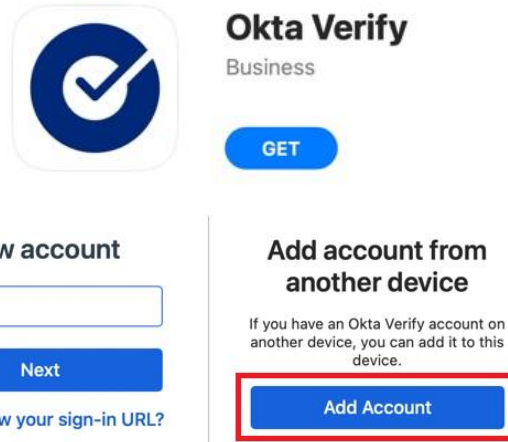 Okta Verify
Business
GET
w account
Next
w your sign-in URL?
Add account from
another device
If you have an Okta Verify account on
another device, you can add it to this
device.
Add Account